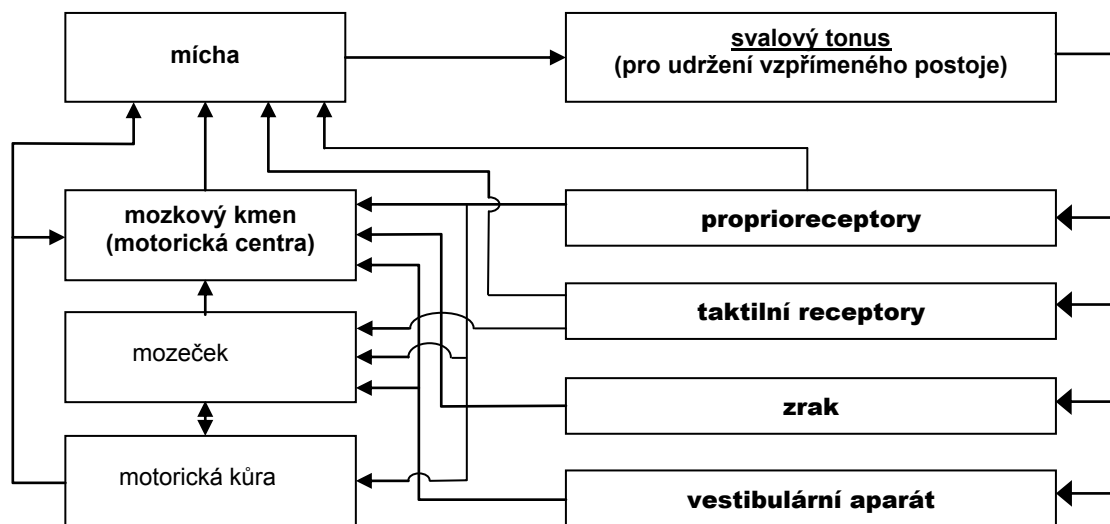 mícha
svalový tonus
(pro udržení vzpřímeného postoje)
mozkový kmen
(motorická centra)
proprioreceptory
taktilní receptory
mozeček
zrak
motorická kůra
vestibulární aparát